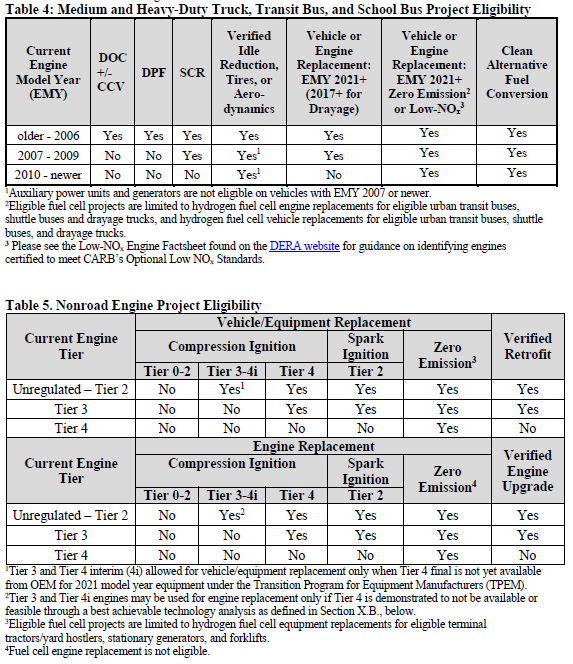 Table 4: Medium and Heavy-Duty Truck, Transit Bus, and School Bus Project Eligibility
Current Engine Model Year (EMY) | DOC +/- CCV | DPF | SCR | Verified Idle Reduction, Tires, or Aero-dynamics | Vehicle or Engine Replacement: EMY 2021+ (2017+ for Drayage) | Vehicle or Engine Replacement: EMY 2021+ Zero Emission2 or Low-NOx3 | Clean Alternative Fuel Conversion
older - 2006 | Yes | Yes | Yes | Yes | Yes | Yes | Yes
2007 - 2009 | No | No | Yes | Yes1 | Yes | Yes | Yes
2010 - newer | No | No | No | Yes1 | No | Yes | Yes
1Auxiliary power units and generators are not eligible on vehicles with EMY 2007 or newer.
2Eligible fuel cell projects are limited to hydrogen fuel cell engine replacements for eligible urban transit buses,
shuttle buses and drayage trucks, and hydrogen fuel cell vehicle replacements for eligible urban transit buses, shuttle
buses, and drayage trucks.
3 Please see the Low-NOx Engine Factsheet found on the DERA website for guidance on identifying engines
certified to meet CARB's Optional Low NOx Standards.
Table 5. Nonroad Engine Project Eligibility
Current Engine Tier | Vehicle/Equipment Replacement | Verified Retrofit
Compression Ignition | Spark Ignition | Zero Emission3
Tier 0-2 | Tier 3-4i | Tier 4 | Tier 2
Unregulated – Tier 2 | No | Yes1 | Yes | Yes | Yes | Yes
Tier 3 | No | No | Yes | Yes | Yes | Yes
Tier 4 | No | No | No | No | Yes | No
Current Engine Tier | Engine Replacement | Verified Engine Upgrade
Compression Ignition | Spark Ignition | Zero Emission4
Tier 0-2 | Tier 3-4i | Tier 4 | Tier 2
Unregulated – Tier 2 | No | Yes2 | Yes | Yes | Yes | Yes
Tier 3 | No | No | Yes | Yes | Yes | Yes
Tier 4 | No | No | No | No | Yes | No
1Tier 3 and Tier 4 interim (4i) allowed for vehicle/equipment replacement only when Tier 4 final is not yet available
from OEM for 2021 model year equipment under the Transition Program for Equipment Manufacturers (TPEM).
2Tier 3 and Tier 4i engines may be used for engine replacement only if Tier 4 is demonstrated to not be available or
feasible through a best achievable technology analysis as defined in Section X.B., below.
3Eligible fuel cell projects are limited to hydrogen fuel cell equipment replacements for eligible terminal
tractors/yard hostlers, stationary generators, and forklifts.
4Fuel cell engine replacement is not eligible.